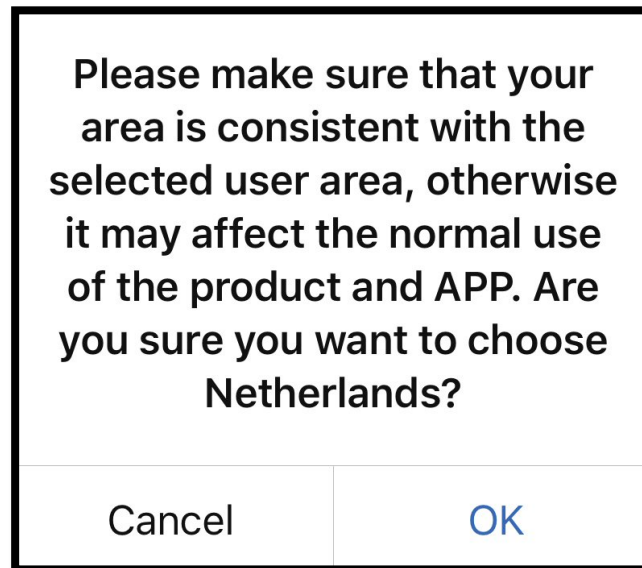 Please make sure that your
area is consistent with the
selected user area, otherwise
it may affect the normal use
of the product and APP. Are
you sure you want to choose
Netherlands?
Cancel
OK